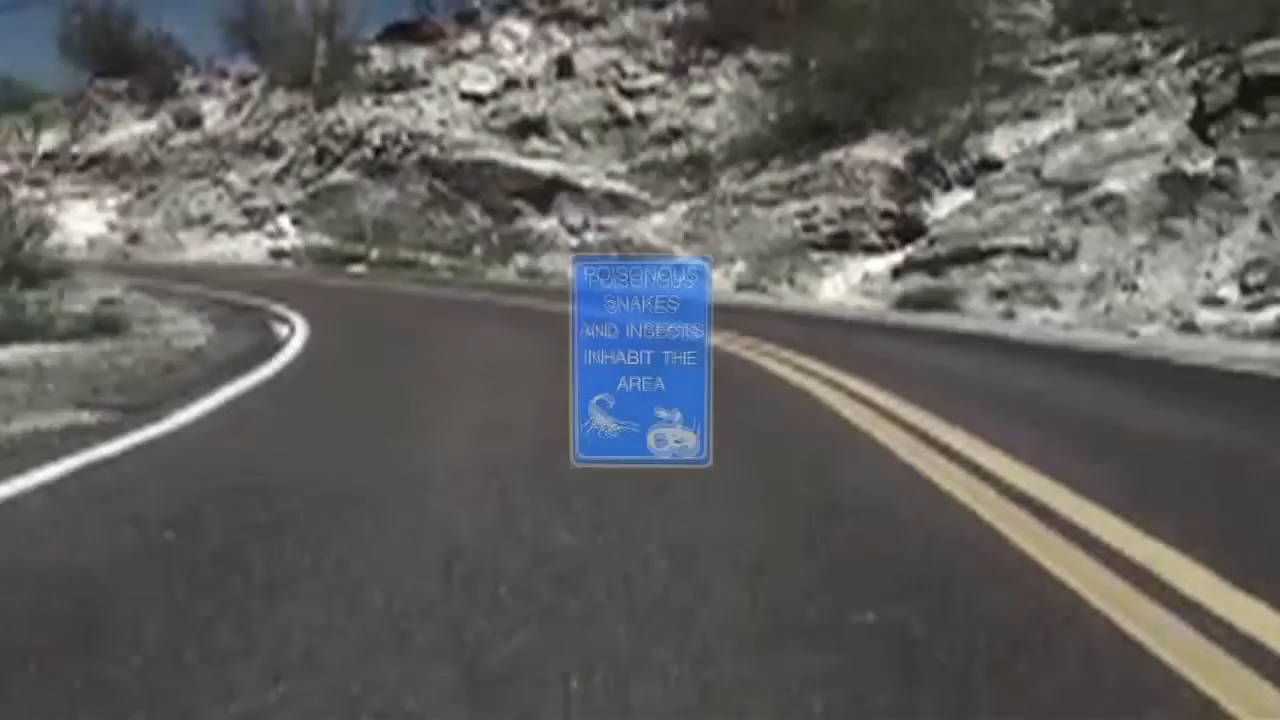 POISONOUS
SNAKES
AND INSECTS
INHABIT THE
AREA